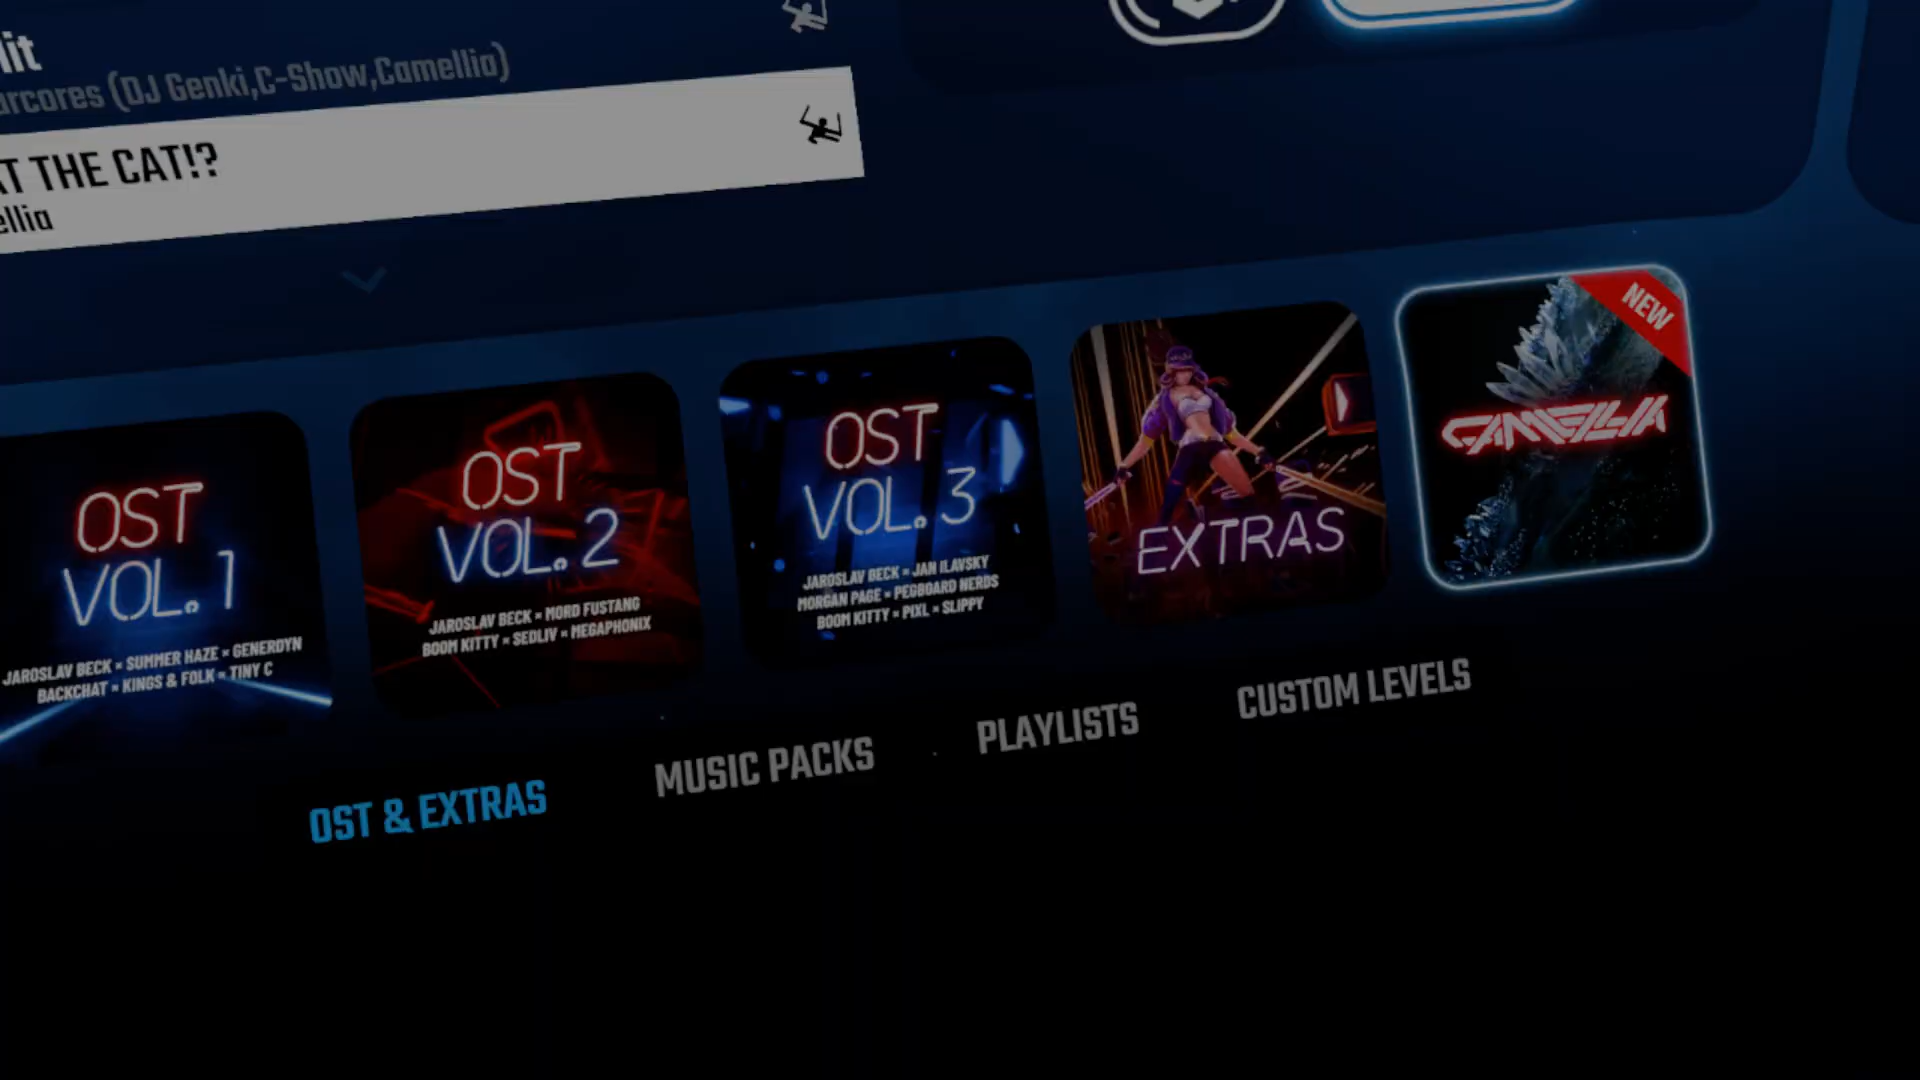 lit
arcores (DJ Genki,C-Show,Camellia)
AT THE CAT!?
ellia
NEW
CAMELLIA
EXTRAS
OST
VOL. 3
JAROSLAV BECK × JAN ILAVSKY
MORGAN PAGE × PEGBOARD NERDS
BOOM KITTY × PIXL × SLIPPY
OST
VOL. 2
JAROSLAV BECK × MORD FUSTANG
BOOM KITTY × SEDLIV × MEGAPHONIX
OST
VOL. 1
JAROSLAV BECK × SUMMER HAZE × GENERDYN
BACKCHAT × KINGS & FOLK × TINY C
OST & EXTRAS
MUSIC PACKS
PLAYLISTS
CUSTOM LEVELS